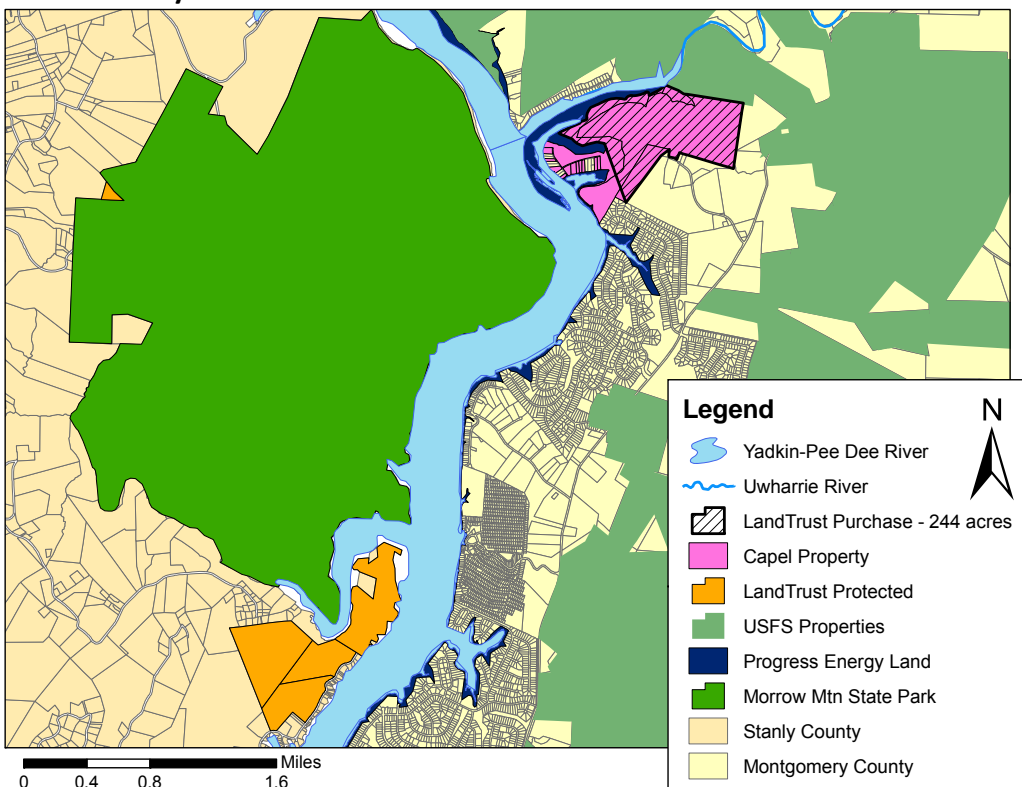 Legend
N
Yadkin-Pee Dee River
Uwharrie River
LandTrust Purchase - 244 acres
Capel Property
LandTrust Protected
USFS Properties
Progress Energy Land
Morrow Mtn State Park
Stanly County
Montgomery County
Miles
0 0.4 0.8 1.6